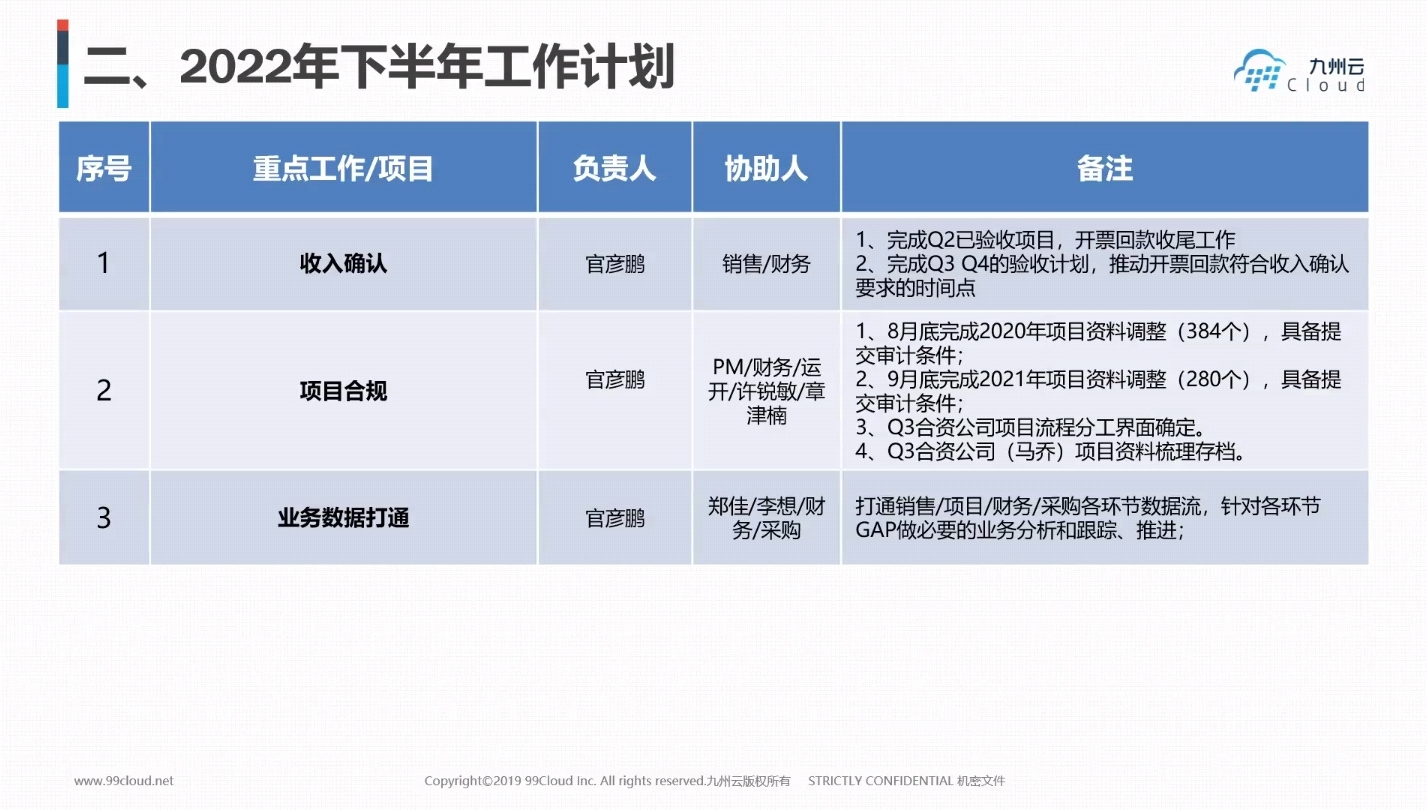 二、2022年下半年工作计划
九州云
Cloud
序号 重点工作/项目 负责人 协助人 备注
1 收入确认 官彦鹏 销售/财务
1、完成Q2已验收项目，开票回款收尾工作
2、完成Q3 Q4的验收计划，推动开票回款符合收入确认
要求的时间点
2 项目合规 官彦鹏
PM/财务/运
开/许锐敏/章
津楠
1、8月底完成2020年项目资料调整（384个），具备提
交审计条件；
2、9月底完成2021年项目资料调整（280个），具备提
交审计条件；
3、Q3合资公司项目流程分工界面确定。
4、Q3合资公司（马乔）项目资料梳理存档。
3 业务数据打通 官彦鹏
郑佳/李想/财
务/采购
打通销售/项目/财务/采购各环节数据流，针对各环节
GAP做必要的业务分析和跟踪、推进；
www.99cloud.net
Copyright©2019 99Cloud Inc. All rights reserved.九州云版权所有 STRICTLY CONFIDENTIAL 机密文件